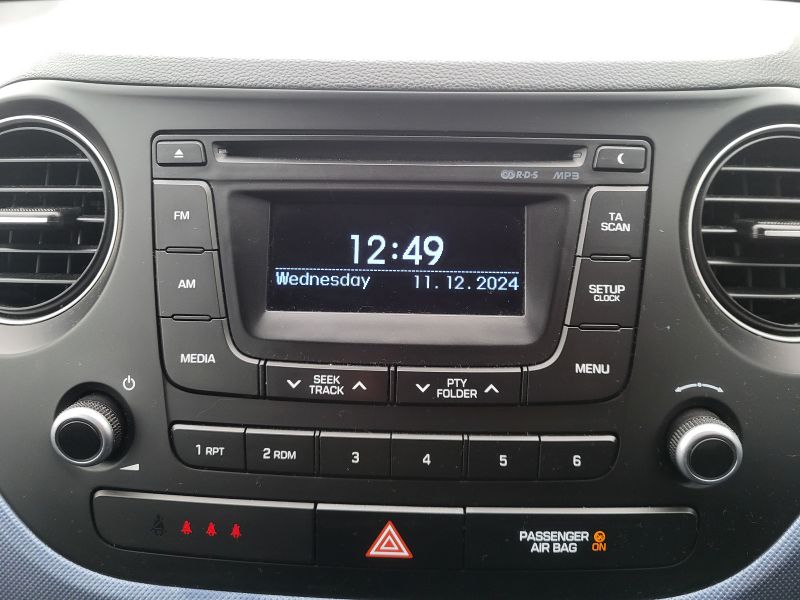 R·D·S MP3
FM
TA SCAN
12:49
AM
SETUP CLOCK
Wednesday 11.12.2024
MEDIA
SEEK TRACK
PTY FOLDER
MENU
1 RPT
2 RDM
3
4
5
6
PASSENGER AIR BAG ON